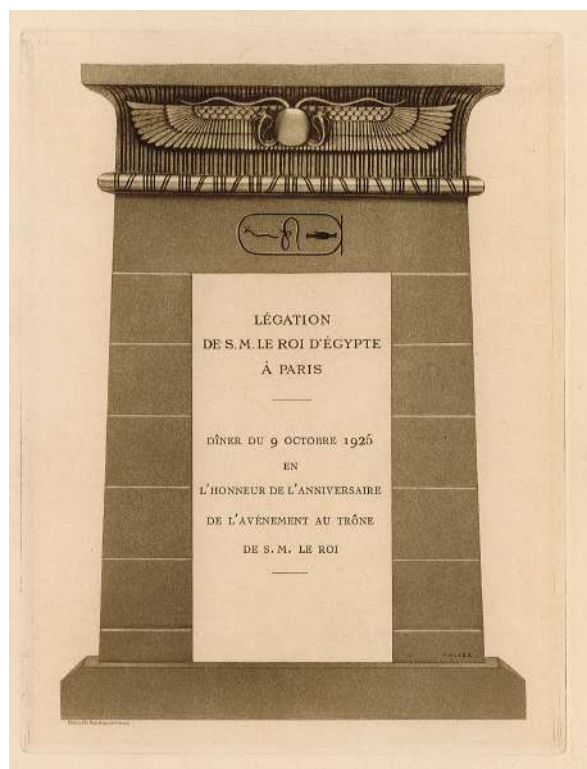 LÉGATION
DE S. M. LE ROI D'ÉGYPTE
À PARIS
DÎNER DU 9 OCTOBRE 1925
EN
L'HONNEUR DE L'ANNIVERSAIRE
DE L'AVÉNEMENT AU TRÔNE
DE S. M. LE ROI